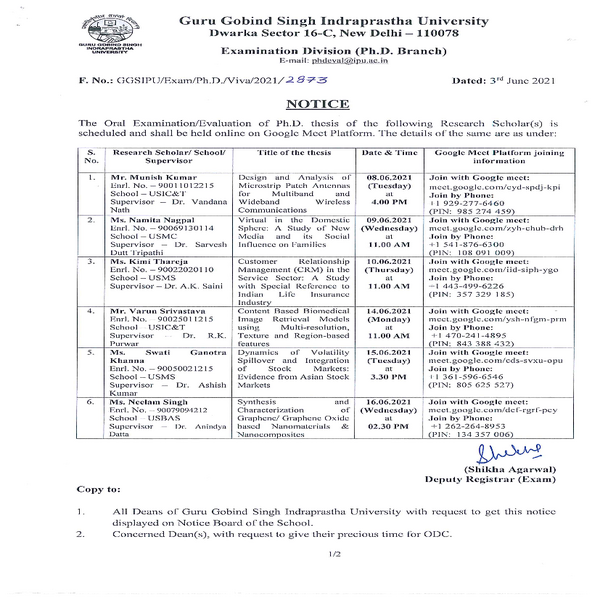 Guru Gobind Singh Indraprastha University
Dwarka Sector 16-C, New Delhi – 110078
GURU GOBIND SINGH
INDRAPRASTHA
UNIVERSITY
Examination Division (Ph.D. Branch)
E-mail: phdeval@ipu.ac.in
F. No.: GGSIPU/Exam/Ph.D./Viva/2021/2873
Dated: 3rd June 2021
NOTICE
The Oral Examination/Evaluation of Ph.D. thesis of the following Research Scholar(s) is
scheduled and shall be held online on Google Meet Platform. The details of the same are as under:
S. No.
Research Scholar/ School/ Supervisor
Title of the thesis
Date & Time
Google Meet Platform joining information
1.
Mr. Munish Kumar
Enrl. No. – 90011012215
School – USIC&T
Supervisor – Dr. Vandana
Nath
Design and Analysis of
Microstrip Patch Antennas
for Multiband and
Wideband Wireless
Communications
08.06.2021
(Tuesday)
at
4.00 PM
Join with Google meet:
meet.google.com/cyd-spdj-kpi
Join by Phone:
+1 929-277-6460
(PIN: 985 274 459)
2.
Ms. Namita Nagpal
Enrl. No. – 90069130114
School – USMC
Supervisor – Dr. Sarvesh
Dutt Tripathi
Virtual in the Domestic
Sphere: A Study of New
Media and its Social
Influence on Families
09.06.2021
(Wednesday)
at
11.00 AM
Join with Google meet:
meet.google.com/zyh-chub-drh
Join by Phone:
+1 541-876-6300
(PIN: 108 091 009)
3.
Ms. Kimi Thareja
Enrl. No. – 90022020110
School – USMS
Supervisor – Dr. A.K. Saini
Customer Relationship
Management (CRM) in the
Service Sector: A Study
with Special Reference to
Indian Life Insurance
Industry
10.06.2021
(Thursday)
at
11.00 AM
Join with Google meet:
meet.google.com/iid-siph-ygo
Join by Phone:
+1 443-499-6226
(PIN: 357 329 185)
4.
Mr. Varun Srivastava
Enrl. No. 90025011215
School USIC&T
Supervisor – Dr. R.K.
Purwar
Content Based Biomedical
Image Retrieval Models
using Multi-resolution,
Texture and Region-based
features
14.06.2021
(Monday)
at
11.00 AM
Join with Google meet:
meet.google.com/ysh-nfgm-prm
Join by Phone:
+1 470-241-4895
(PIN: 843 388 432)
5.
Ms. Swati Ganotra
Khanna
Enrl. No. – 90050021215
School – USMS
Supervisor – Dr. Ashish
Kumar
Dynamics of Volatility
Spillover and Integration
of Stock Markets:
Evidence from Asian Stock
Markets
15.06.2021
(Tuesday)
at
3.30 PM
Join with Google meet:
meet.google.com/cds-svxu-opu
Join by Phone:
+1 361-596-6546
(PIN: 805 625 527)
6.
Ms. Neelam Singh
Enrl. No. – 90079094212
School – USBAS
Supervisor – Dr. Anindya
Datta
Synthesis and
Characterization of
Graphene/ Graphene Oxide
based Nanomaterials &
Nanocomposites
16.06.2021
(Wednesday)
at
02.30 PM
Join with Google meet:
meet.google.com/def-rgrf-pcy
Join by Phone:
+1 262-264-8953
(PIN: 134 357 006)
(Shikha Agarwal)
Deputy Registrar (Exam)
Copy to:
1. All Deans of Guru Gobind Singh Indraprastha University with request to get this notice
displayed on Notice Board of the School.
2. Concerned Dean(s), with request to give their precious time for ODC.
1/2